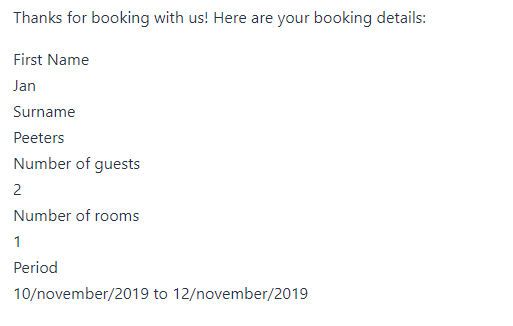 Thanks for booking with us! Here are your booking details:
First Name
Jan
Surname
Peeters
Number of guests
2
Number of rooms
1
Period
10/november/2019 to 12/november/2019